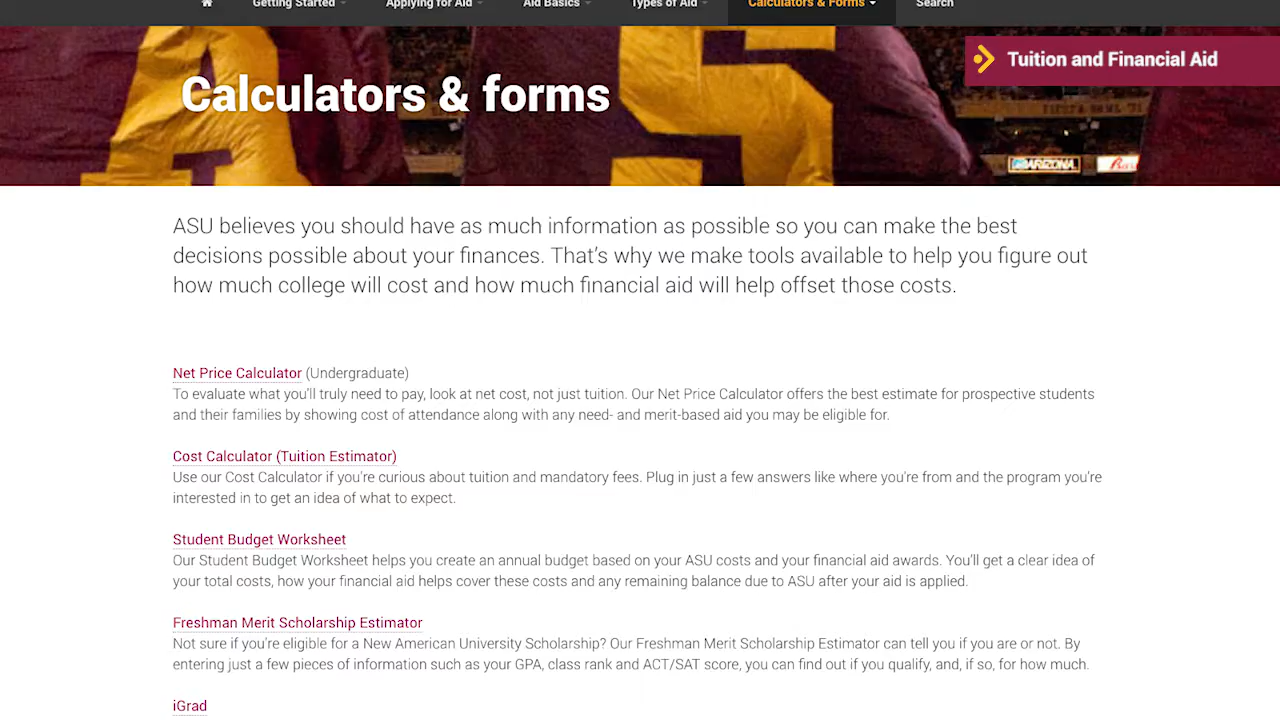 Getting Started Applying for Aid Aid Basics Types of Aid Calculators & Forms Search
Tuition and Financial Aid
Calculators & forms
FIESTA BOWL '71
ARIZONA
ASU believes you should have as much information as possible so you can make the best
decisions possible about your finances. That's why we make tools available to help you figure out
how much college will cost and how much financial aid will help offset those costs.
Net Price Calculator (Undergraduate)
To evaluate what you'll truly need to pay, look at net cost, not just tuition. Our Net Price Calculator offers the best estimate for prospective students
and their families by showing cost of attendance along with any need- and merit-based aid you may be eligible for.
Cost Calculator (Tuition Estimator)
Use our Cost Calculator if you're curious about tuition and mandatory fees. Plug in just a few answers like where you're from and the program you're
interested in to get an idea of what to expect.
Student Budget Worksheet
Our Student Budget Worksheet helps you create an annual budget based on your ASU costs and your financial aid awards. You'll get a clear idea of
your total costs, how your financial aid helps cover these costs and any remaining balance due to ASU after your aid is applied.
Freshman Merit Scholarship Estimator
Not sure if you're eligible for a New American University Scholarship? Our Freshman Merit Scholarship Estimator can tell you if you are or not. By
entering just a few pieces of information such as your GPA, class rank and ACT/SAT score, you can find out if you qualify, and, if so, for how much.
iGrad